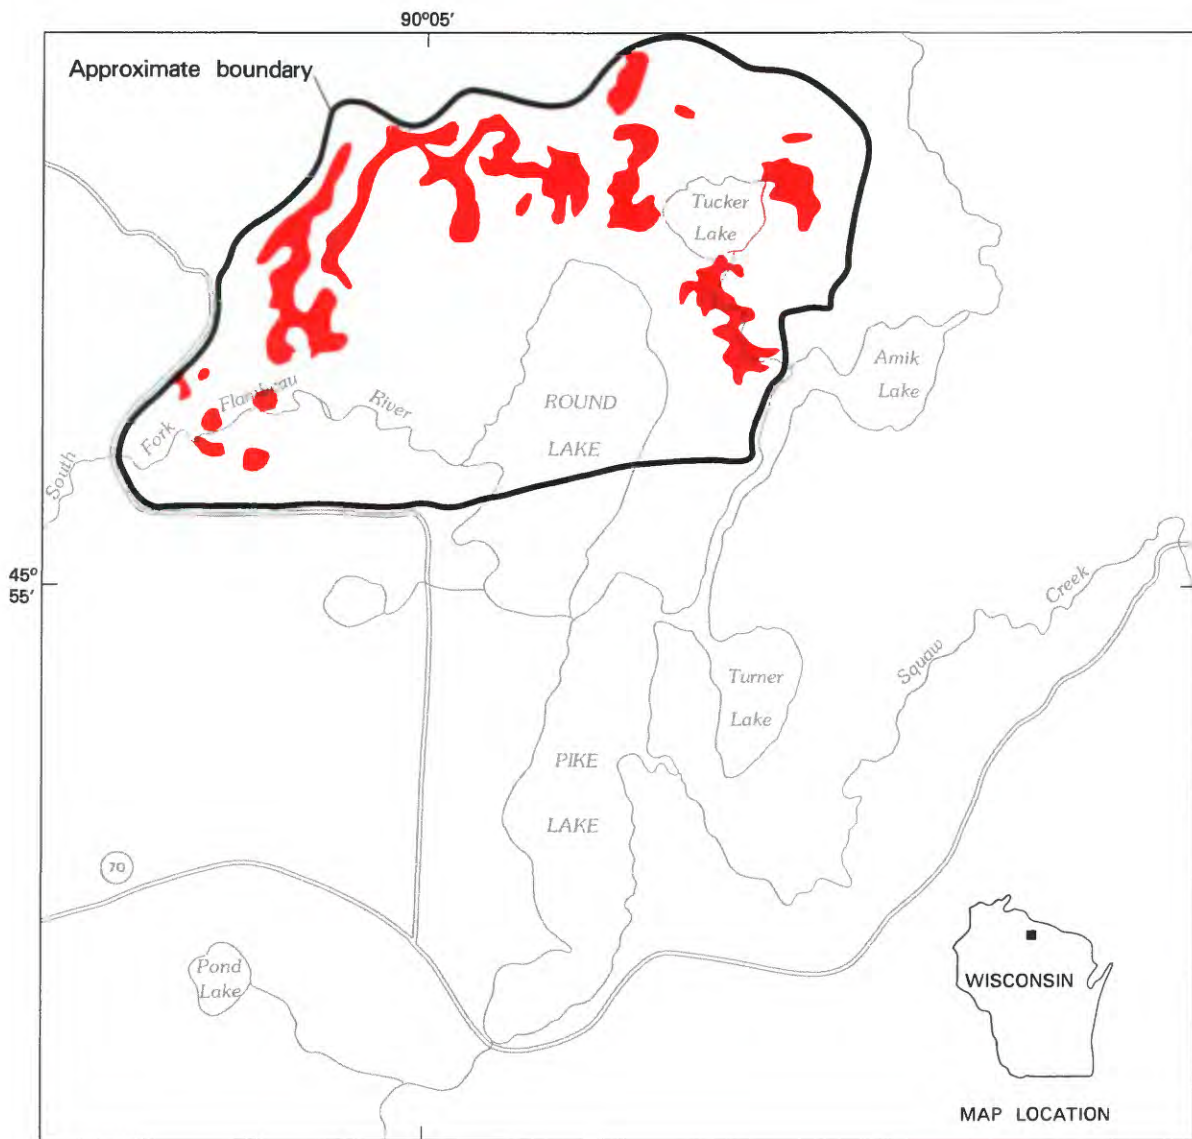 90°05'
Approximate boundary
Tucker
Lake
Flambeau
River
ROUND
LAKE
Amik
Lake
Fork
South
45°
55'
Creek
Squaw
Turner
Lake
PIKE
LAKE
70
Pond
Lake
WISCONSIN
MAP LOCATION